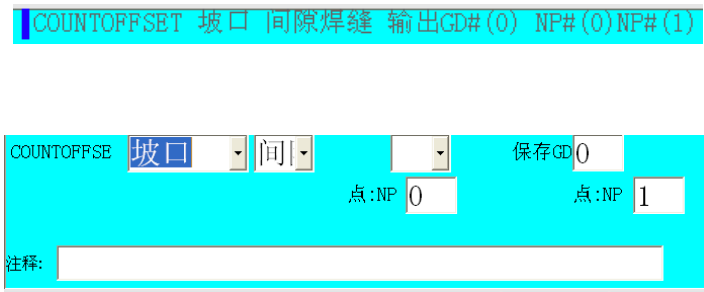 COUNTOFFSET 坡口 间隙焊缝 输出GD#(0) NP#(0)NP#(1)
COUNTOFFSE 坡口 间 保存GD 0
点:NP 0 点:NP 1
注释: